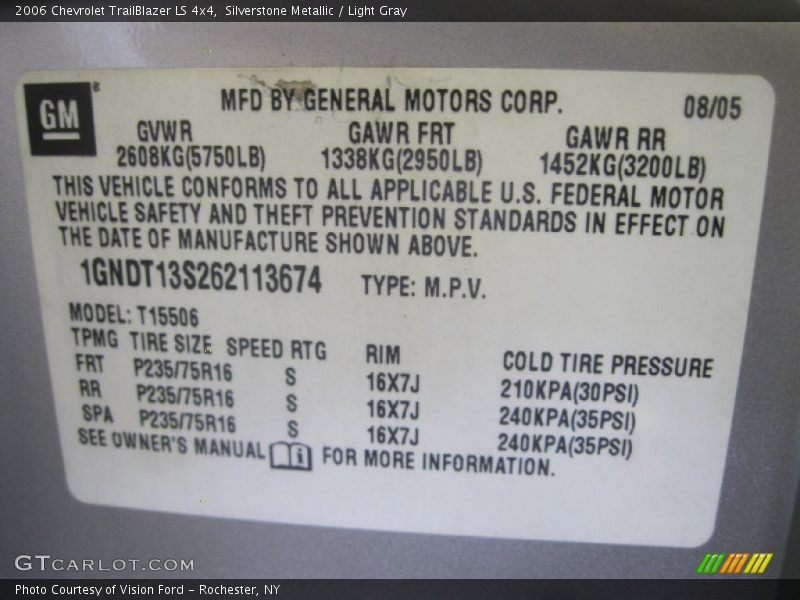 2006 Chevrolet TrailBlazer LS 4x4, Silverstone Metallic / Light Gray
GM
MFD BY GENERAL MOTORS CORP. 08/05
GVWR GAWR FRT GAWR RR
2608KG(5750LB) 1338KG(2950LB) 1452KG(3200LB)
THIS VEHICLE CONFORMS TO ALL APPLICABLE U.S. FEDERAL MOTOR
VEHICLE SAFETY AND THEFT PREVENTION STANDARDS IN EFFECT ON
THE DATE OF MANUFACTURE SHOWN ABOVE.
1GNDT13S262113674 TYPE: M.P.V.
MODEL: T15506
TPMG TIRE SIZE SPEED RTG RIM COLD TIRE PRESSURE
FRT P235/75R16 S 16X7J 210KPA(30PSI)
RR P235/75R16 S 16X7J 240KPA(35PSI)
SPA P235/75R16 S 16X7J 240KPA(35PSI)
SEE OWNER'S MANUAL i FOR MORE INFORMATION.
GTCARLOT.COM
Photo Courtesy of Vision Ford - Rochester, NY